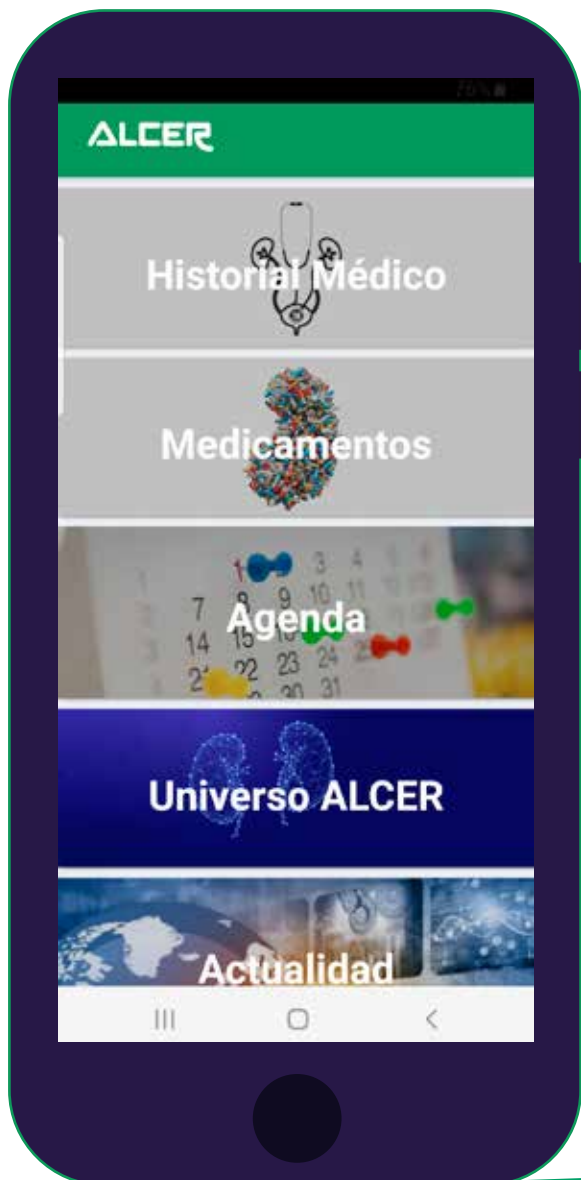 ALCER
Historial Médico
Medicamentos
Agenda
Universo ALCER
Actualidad